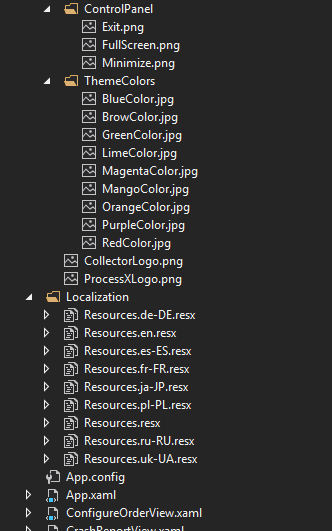 ControlPanel
Exit.png
FullScreen.png
Minimize.png
ThemeColors
BlueColor.jpg
BrowColor.jpg
GreenColor.jpg
LimeColor.jpg
MagentaColor.jpg
MangoColor.jpg
OrangeColor.jpg
PurpleColor.jpg
RedColor.jpg
CollectorLogo.png
ProcessXLogo.png
Localization
Resources.de-DE.resx
Resources.en.resx
Resources.es-ES.resx
Resources.fr-FR.resx
Resources.ja-JP.resx
Resources.pl-PL.resx
Resources.resx
Resources.ru-RU.resx
Resources.uk-UA.resx
App.config
App.xaml
ConfigureOrderView.xaml
CrashReportView.xaml